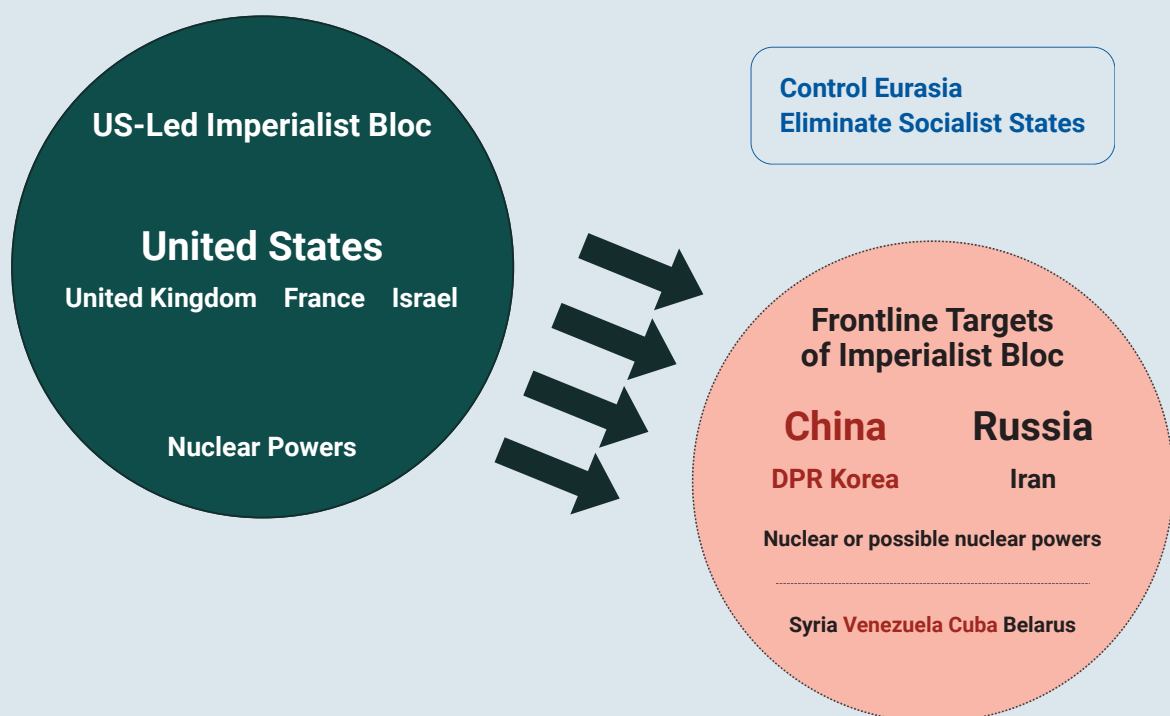 US-Led Imperialist Bloc
United States
United Kingdom France Israel
Nuclear Powers
Control Eurasia
Eliminate Socialist States
Frontline Targets
of Imperialist Bloc
China Russia
DPR Korea Iran
Nuclear or possible nuclear powers
Syria Venezuela Cuba Belarus